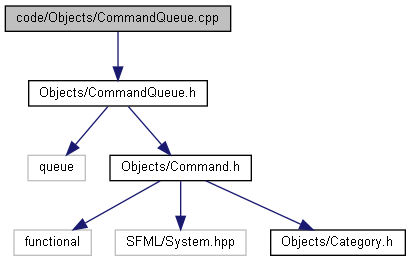 code/Objects/CommandQueue.cpp
Objects/CommandQueue.h
queue
Objects/Command.h
functional
SFML/System.hpp
Objects/Category.h